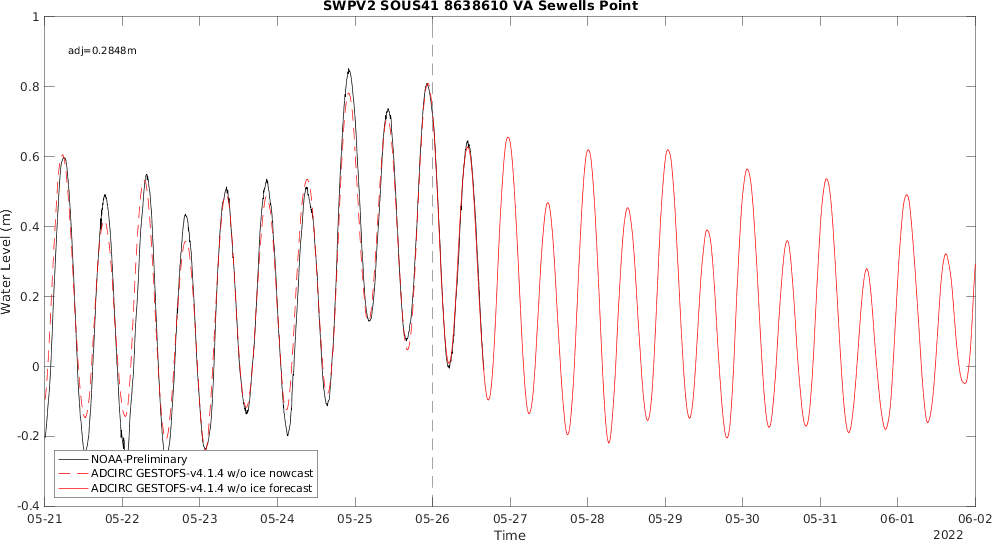 SWPV2 SOUS41 8638610 VA Sewells Point
adj=0.2848m
Water Level (m)
1
0.8
0.6
0.4
0.2
0
-0.2
-0.4
NOAA-Preliminary
ADCIRC GESTOFS-v4.1.4 w/o ice nowcast
ADCIRC GESTOFS-v4.1.4 w/o ice forecast
05-21 05-22 05-23 05-24 05-25 05-26 05-27 05-28 05-29 05-30 05-31 06-01 06-02
Time
2022